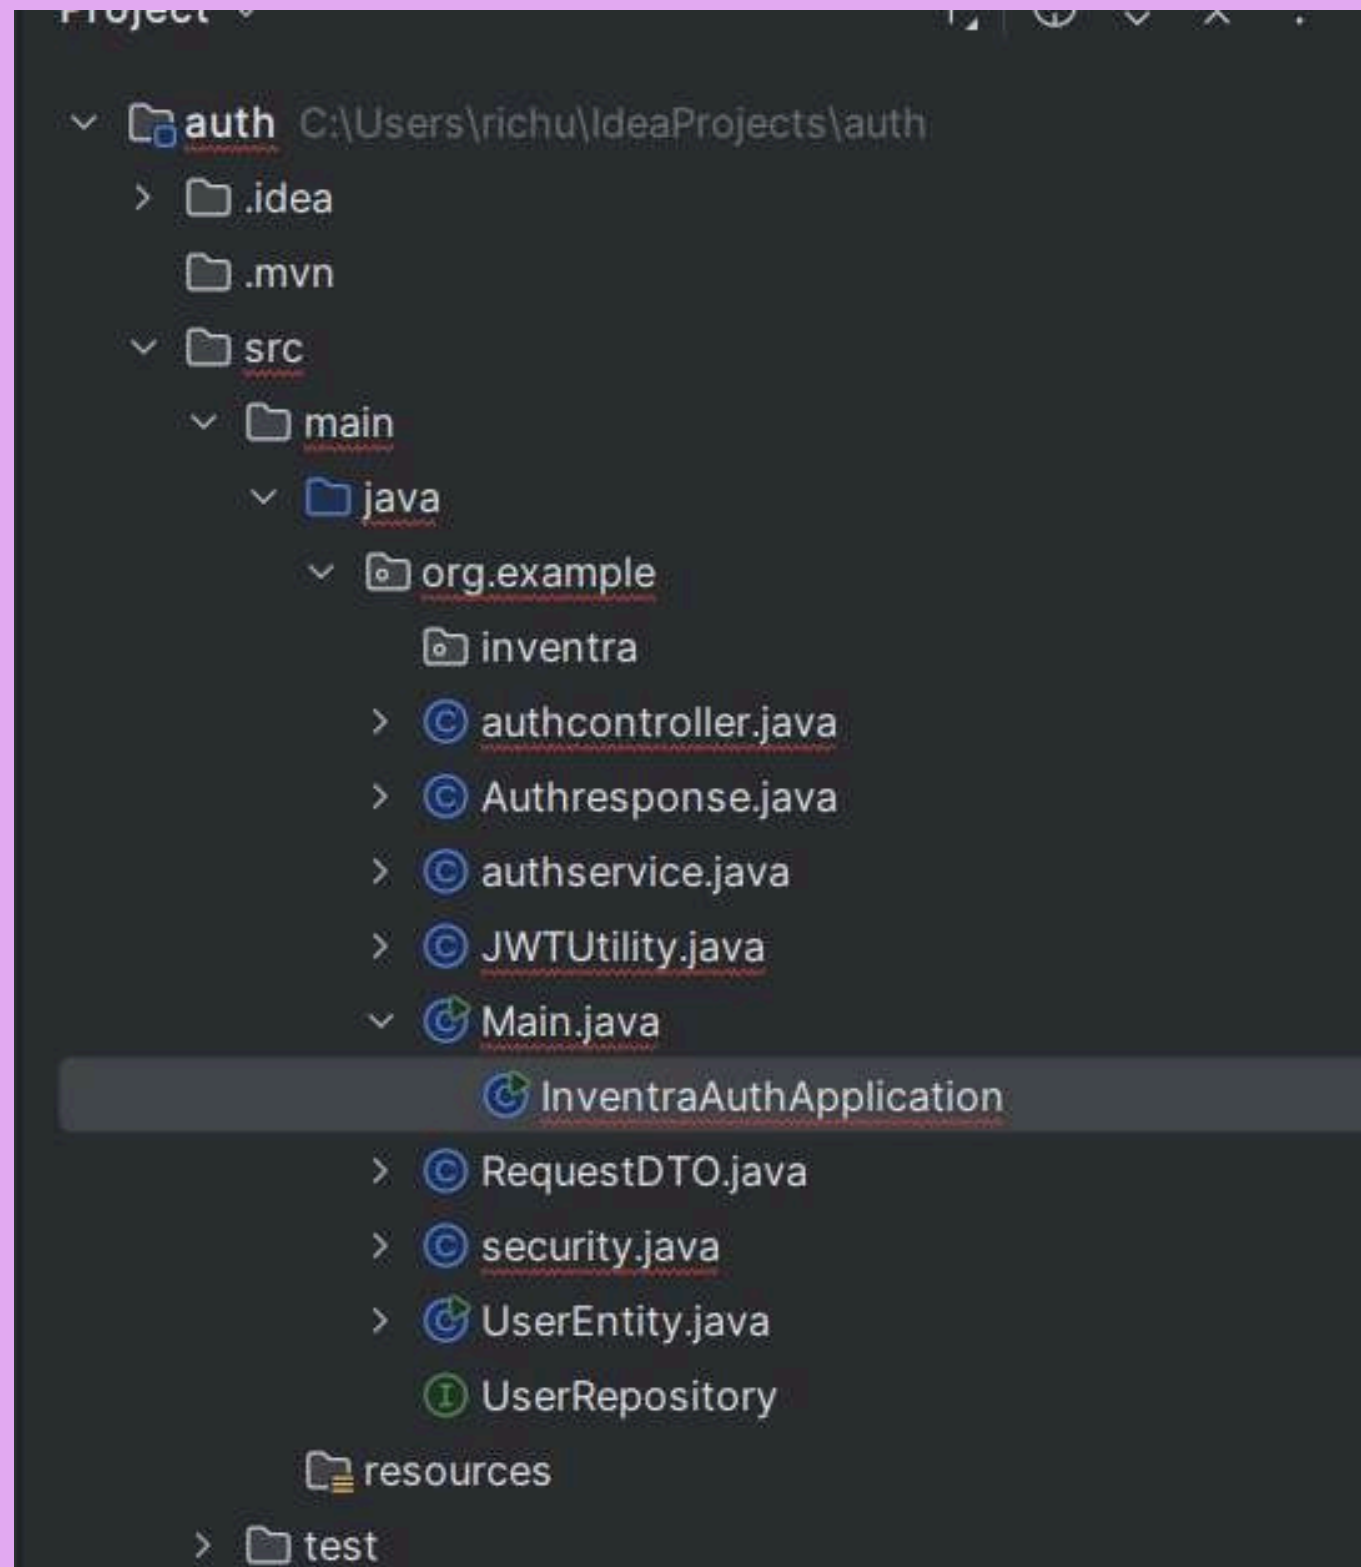 Project
auth C:\Users\richu\IdeaProjects\auth
.idea
.mvn
src
main
java
org.example
inventra
authcontroller.java
Authresponse.java
authservice.java
JWTUtility.java
Main.java
InventraAuthApplication
RequestDTO.java
security.java
UserEntity.java
UserRepository
resources
test